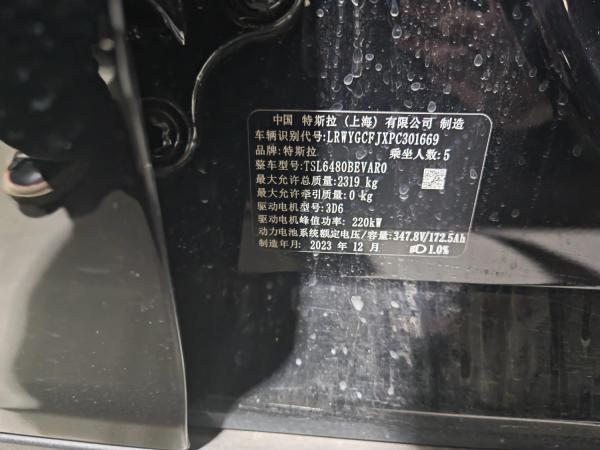 中国 特斯拉（上海）有限公司 制造
车辆识别代号:LRWYGCFJXPC301669
品牌:特斯拉 乘坐人数:5
整车型号:TSL6480BEVAR0
最大允许总质量:2319 kg
最大允许牵引质量:0 kg
驱动电机型号:3D6
驱动电机峰值功率: 220kW
动力电池系统额定电压/容量:347.8V/172.5Ah
制造年月: 2023 年 12 月 1.0%